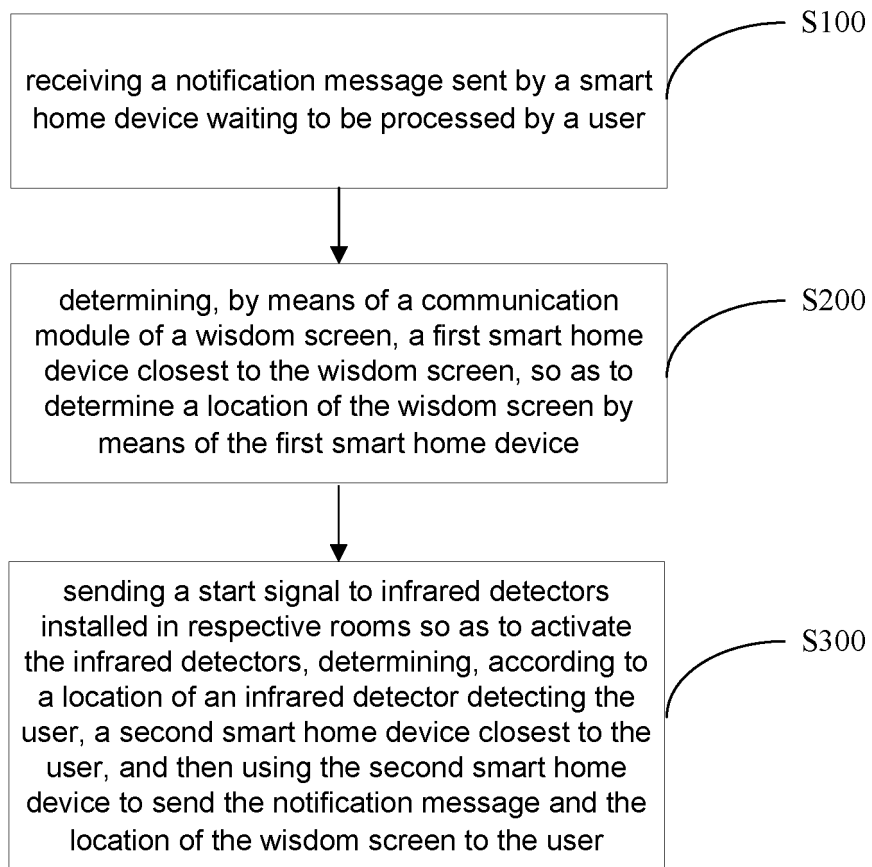 S100
receiving a notification message sent by a smart
home device waiting to be processed by a user
S200
determining, by means of a communication
module of a wisdom screen, a first smart home
device closest to the wisdom screen, so as to
determine a location of the wisdom screen by
means of the first smart home device
S300
sending a start signal to infrared detectors
installed in respective rooms so as to activate
the infrared detectors, determining, according to
a location of an infrared detector detecting the
user, a second smart home device closest to the
user, and then using the second smart home
device to send the notification message and the
location of the wisdom screen to the user